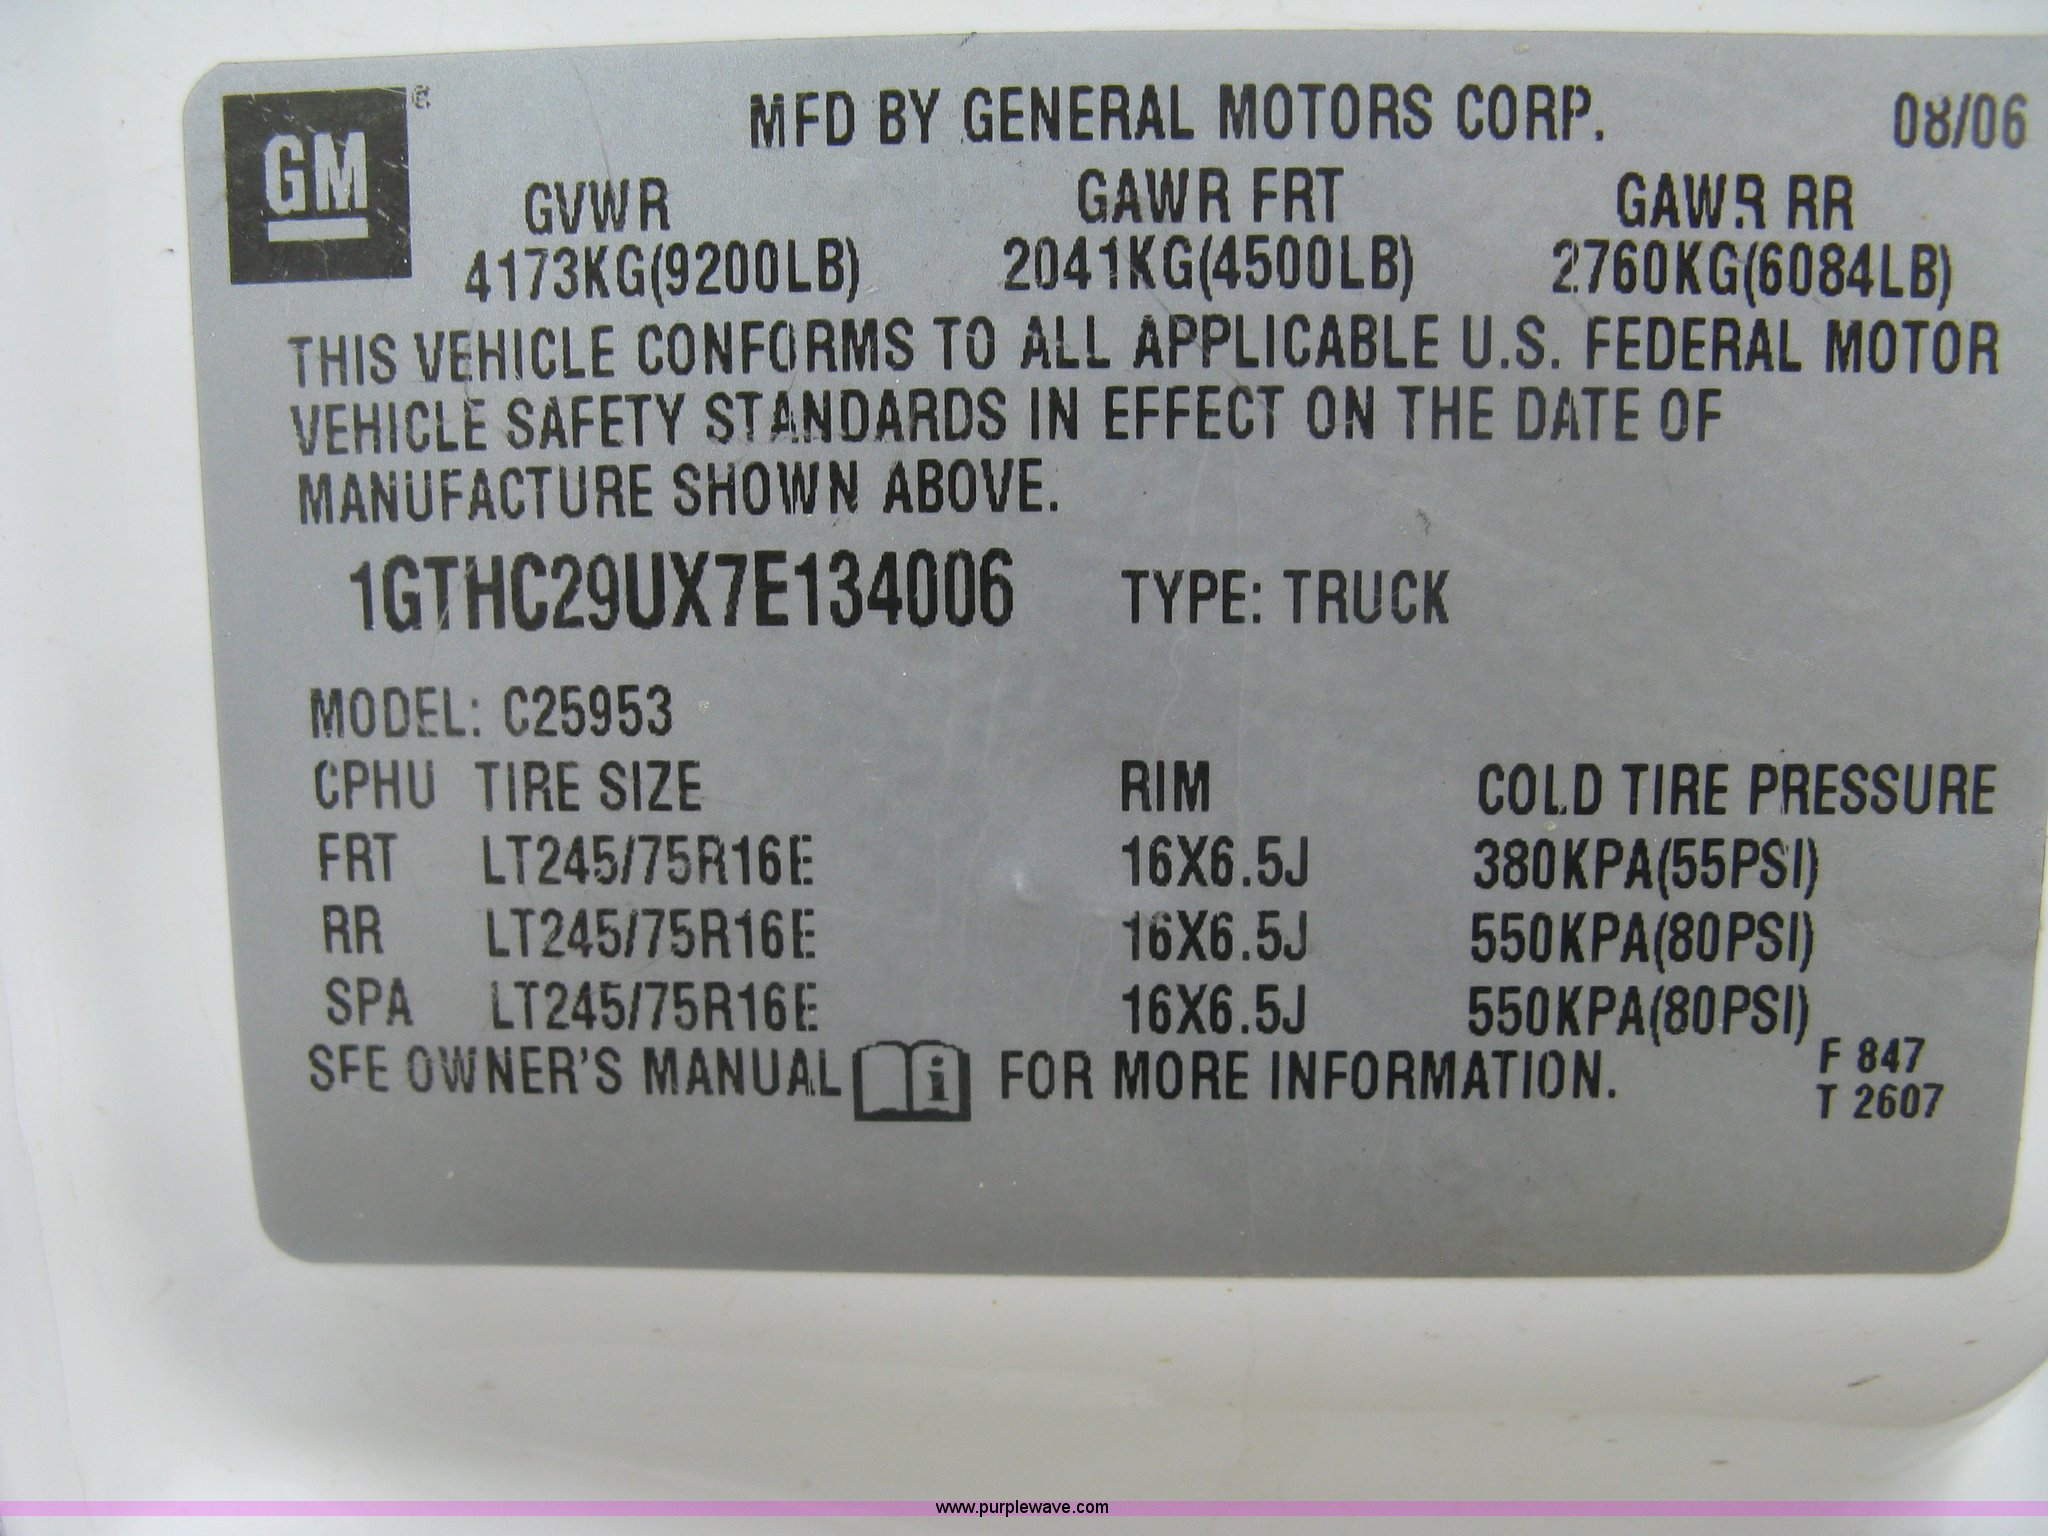 GM ®
MFD BY GENERAL MOTORS CORP. 08/06
GVWR GAWR FRT GAWR RR
4173KG(9200LB) 2041KG(4500LB) 2760KG(6084LB)
THIS VEHICLE CONFORMS TO ALL APPLICABLE U.S. FEDERAL MOTOR
VEHICLE SAFETY STANDARDS IN EFFECT ON THE DATE OF
MANUFACTURE SHOWN ABOVE.
1GTHC29UX7E134006 TYPE: TRUCK
MODEL: C25953
CPHU TIRE SIZE RIM COLD TIRE PRESSURE
FRT LT245/75R16E 16X6.5J 380KPA(55PSI)
RR LT245/75R16E 16X6.5J 550KPA(80PSI)
SPA LT245/75R16E 16X6.5J 550KPA(80PSI)
SEE OWNER'S MANUAL i FOR MORE INFORMATION.
F 847
T 2607
www.purplewave.com